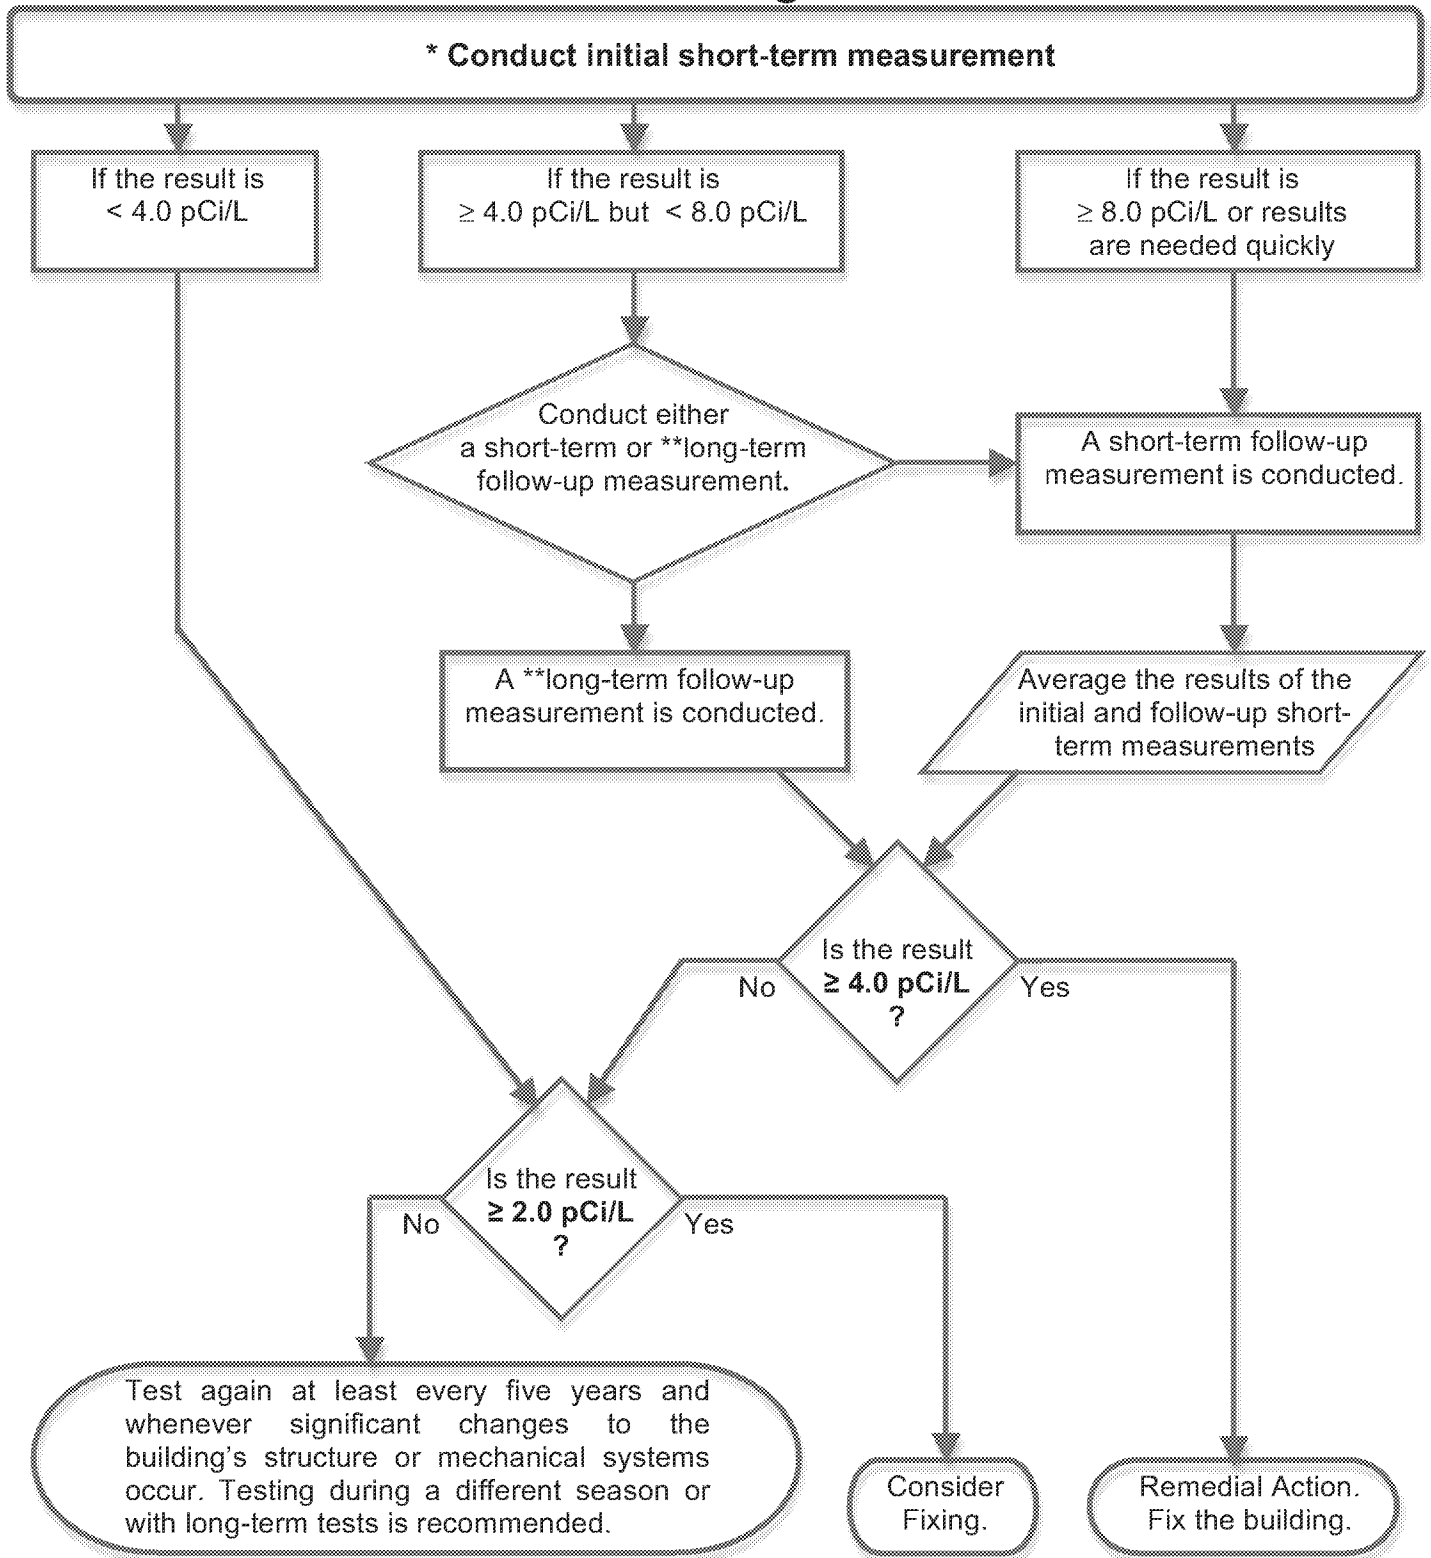 * Conduct initial short-term measurement
If the result is
< 4.0 pCi/L
If the result is
≥ 4.0 pCi/L but < 8.0 pCi/L
If the result is
≥ 8.0 pCi/L or results
are needed quickly
Conduct either
a short-term or **long-term
follow-up measurement.
A short-term follow-up
measurement is conducted.
A **long-term follow-up
measurement is conducted.
Average the results of the
initial and follow-up short-
term measurements
Is the result
≥ 4.0 pCi/L
?
No
Yes
Is the result
≥ 2.0 pCi/L
?
No
Yes
Test again at least every five years and
whenever significant changes to the
building's structure or mechanical systems
occur. Testing during a different season or
with long-term tests is recommended.
Consider
Fixing.
Remedial Action.
Fix the building.